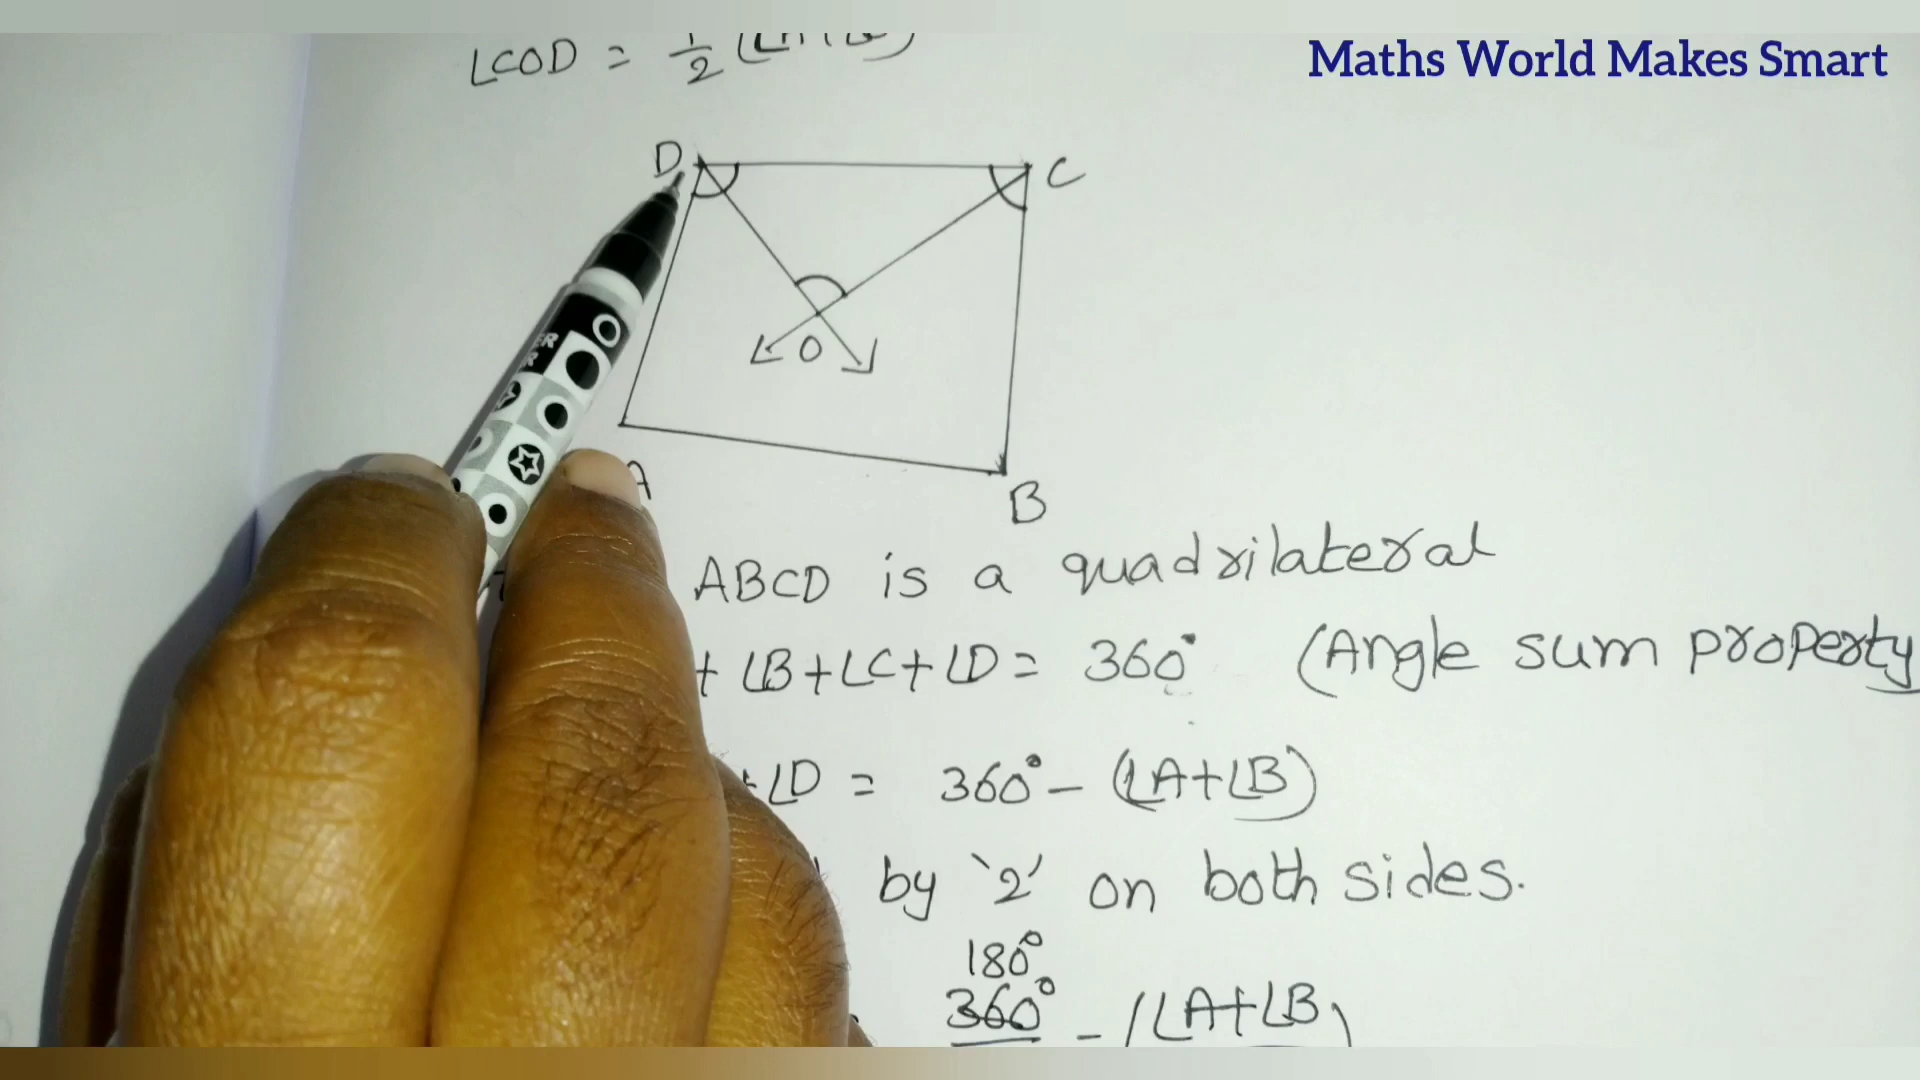 Maths World Makes Smart
∠COD = 1/2 (∠A+∠B)
D C
O
A
B
ABCD is a quadrilateral
+ ∠B+∠C+∠D = 360° (Angle sum property
+∠D = 360° - (∠A+∠B)
by '2' on both sides.
180°
360° - (∠A+∠B)